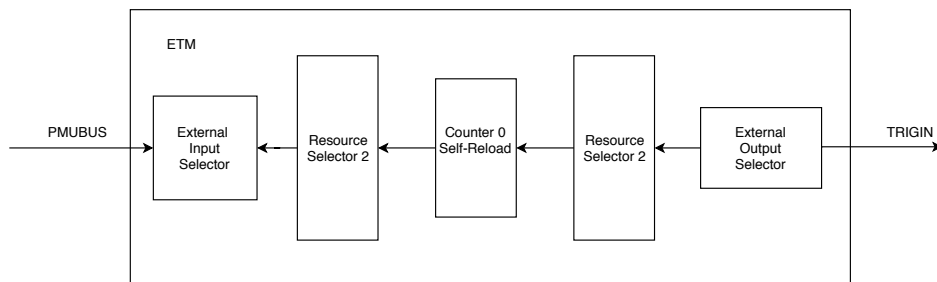 ETM
PMUBUS
External
Input
Selector
Resource
Selector 2
Counter 0
Self-Reload
Resource
Selector 2
External
Output
Selector
TRIGIN